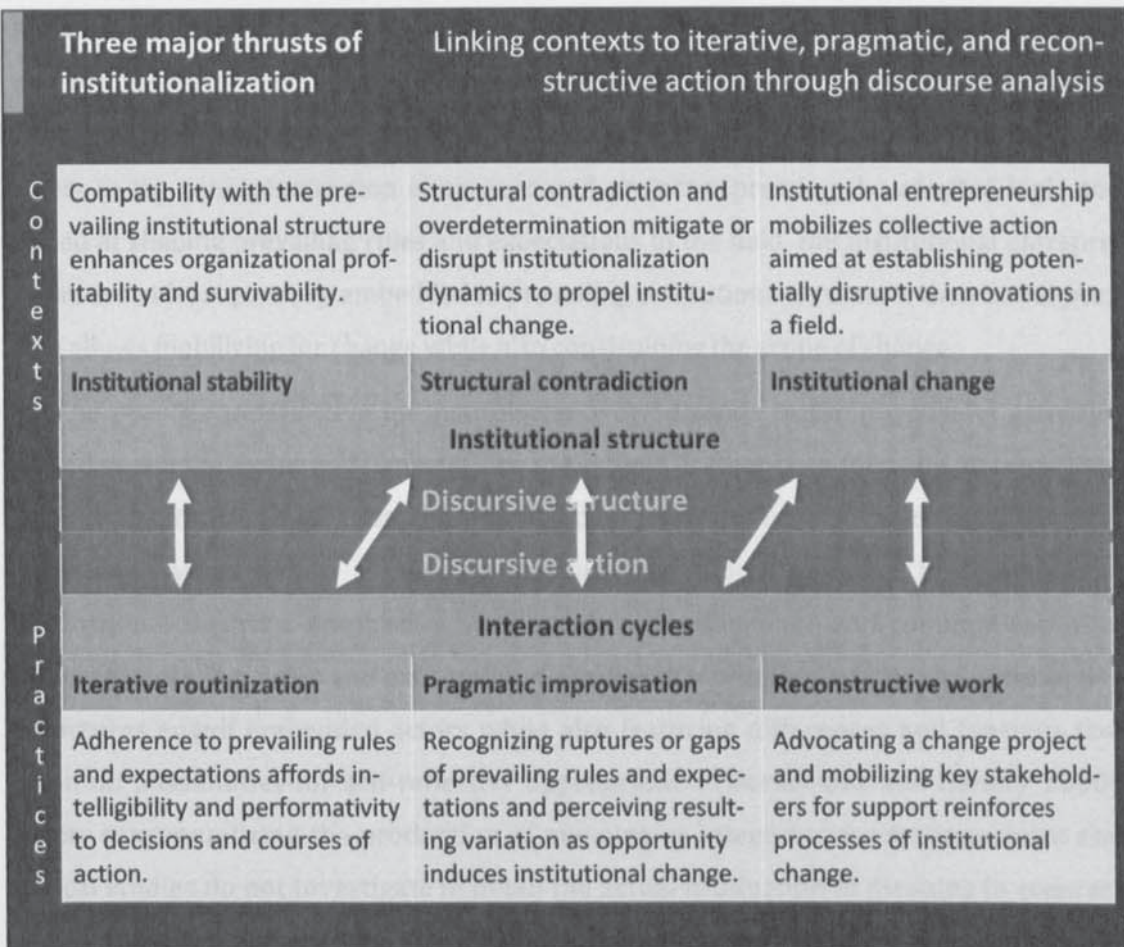 Three major thrusts of
institutionalization
Linking contexts to iterative, pragmatic, and recon-
structive action through discourse analysis
Contexts
Compatibility with the pre-
vailing institutional structure
enhances organizational prof-
itability and survivability.
Structural contradiction and
overdetermination mitigate or
disrupt institutionalization
dynamics to propel institu-
tional change.
Institutional entrepreneurship
mobilizes collective action
aimed at establishing poten-
tially disruptive innovations in
a field.
Institutional stability
Structural contradiction
Institutional change
Institutional structure
Discursive structure
Discursive action
Interaction cycles
Practices
Iterative routinization
Pragmatic improvisation
Reconstructive work
Adherence to prevailing rules
and expectations affords in-
telligibility and performativity
to decisions and courses of
action.
Recognizing ruptures or gaps
of prevailing rules and expec-
tations and perceiving result-
ing variation as opportunity
induces institutional change.
Advocating a change project
and mobilizing key stakehold-
ers for support reinforces
processes of institutional
change.